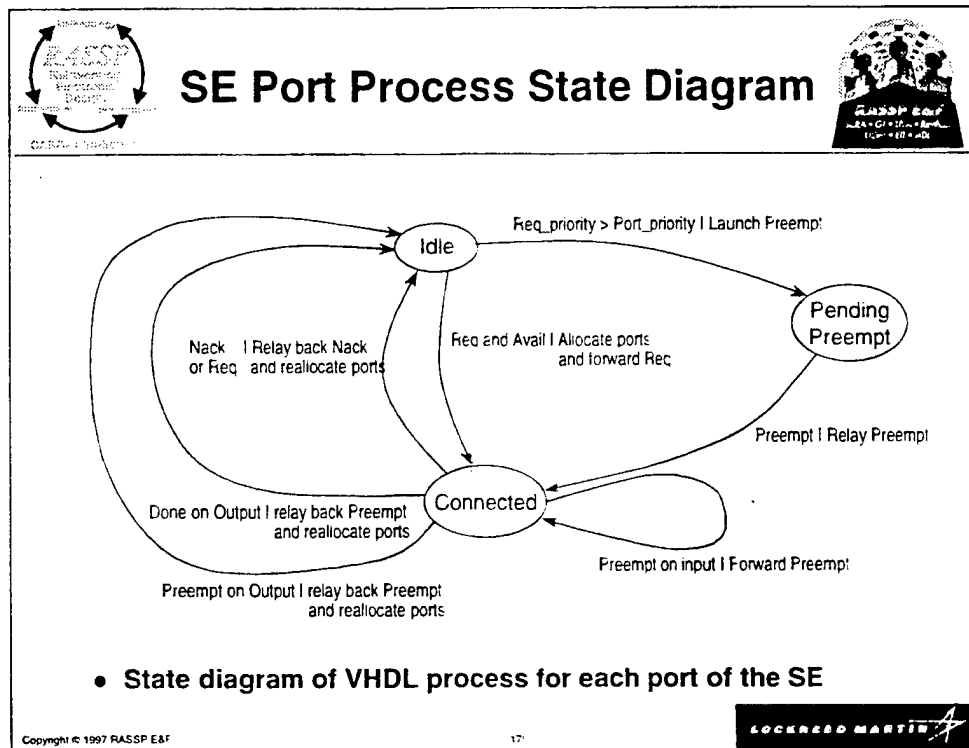 RASSP
SE Port Process State Diagram
RASSP E&F
Req_priority > Port_priority | Launch Preempt
Idle
Pending
Preempt
Nack | Relay back Nack
or Req and reallocate ports
Req and Avail | Allocate ports
and forward Req
Preempt | Relay Preempt
Connected
Done on Output | relay back Preempt
and reallocate ports
Preempt on input | Forward Preempt
Preempt on Output | relay back Preempt
and reallocate ports
• State diagram of VHDL process for each port of the SE
Copyright © 1997 RASSP E&F
17
LOCKHEED MARTIN